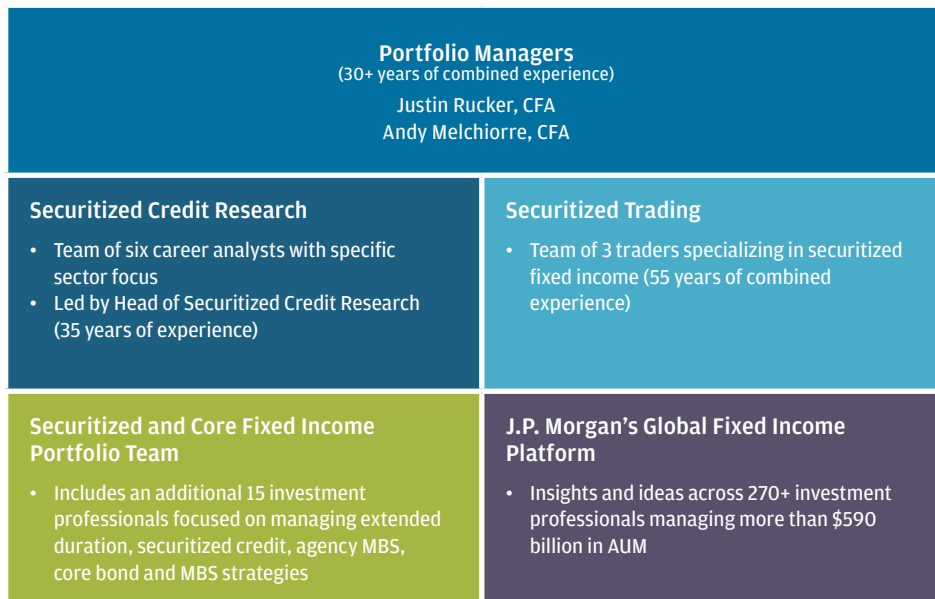 Portfolio Managers
(30+ years of combined experience)
Justin Rucker, CFA
Andy Melchiorre, CFA
Securitized Credit Research
• Team of six career analysts with specific
sector focus
• Led by Head of Securitized Credit Research
(35 years of experience)
Securitized Trading
• Team of 3 traders specializing in securitized
fixed income (55 years of combined
experience)
Securitized and Core Fixed Income
Portfolio Team
• Includes an additional 15 investment
professionals focused on managing extended
duration, securitized credit, agency MBS,
core bond and MBS strategies
J.P. Morgan’s Global Fixed Income
Platform
• Insights and ideas across 270+ investment
professionals managing more than $590
billion in AUM